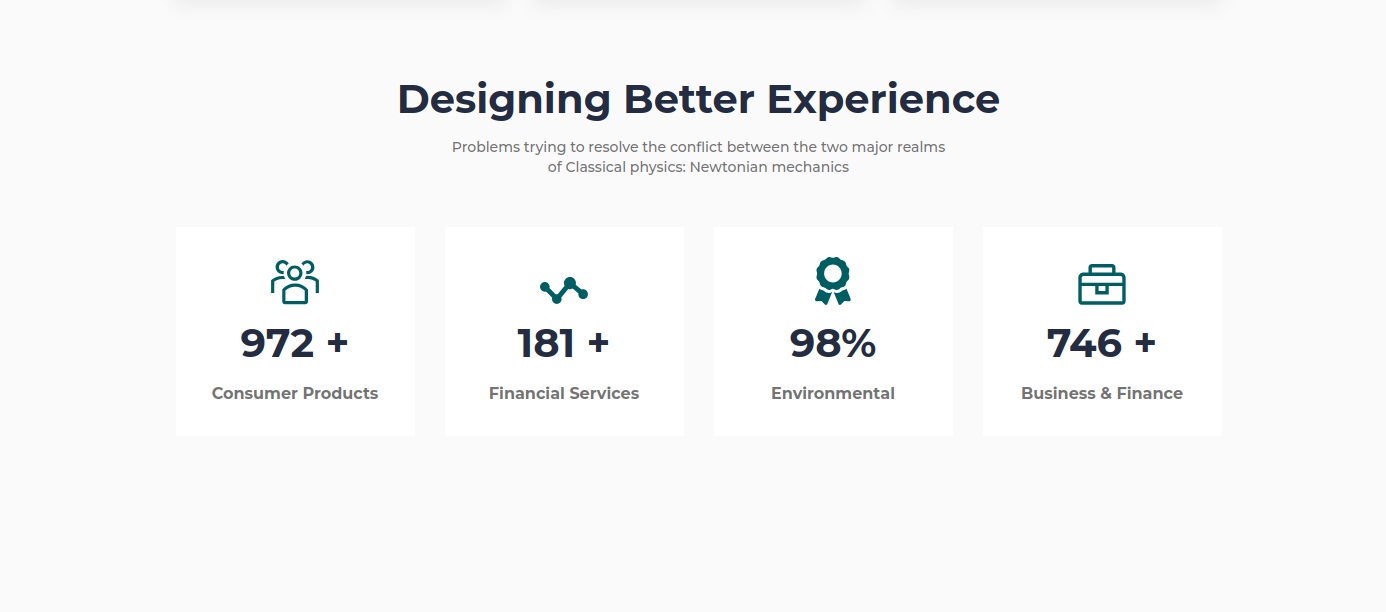 Designing Better Experience
Problems trying to resolve the conflict between the two major realms
of Classical physics: Newtonian mechanics
972 +
Consumer Products
181 +
Financial Services
98%
Environmental
746 +
Business & Finance